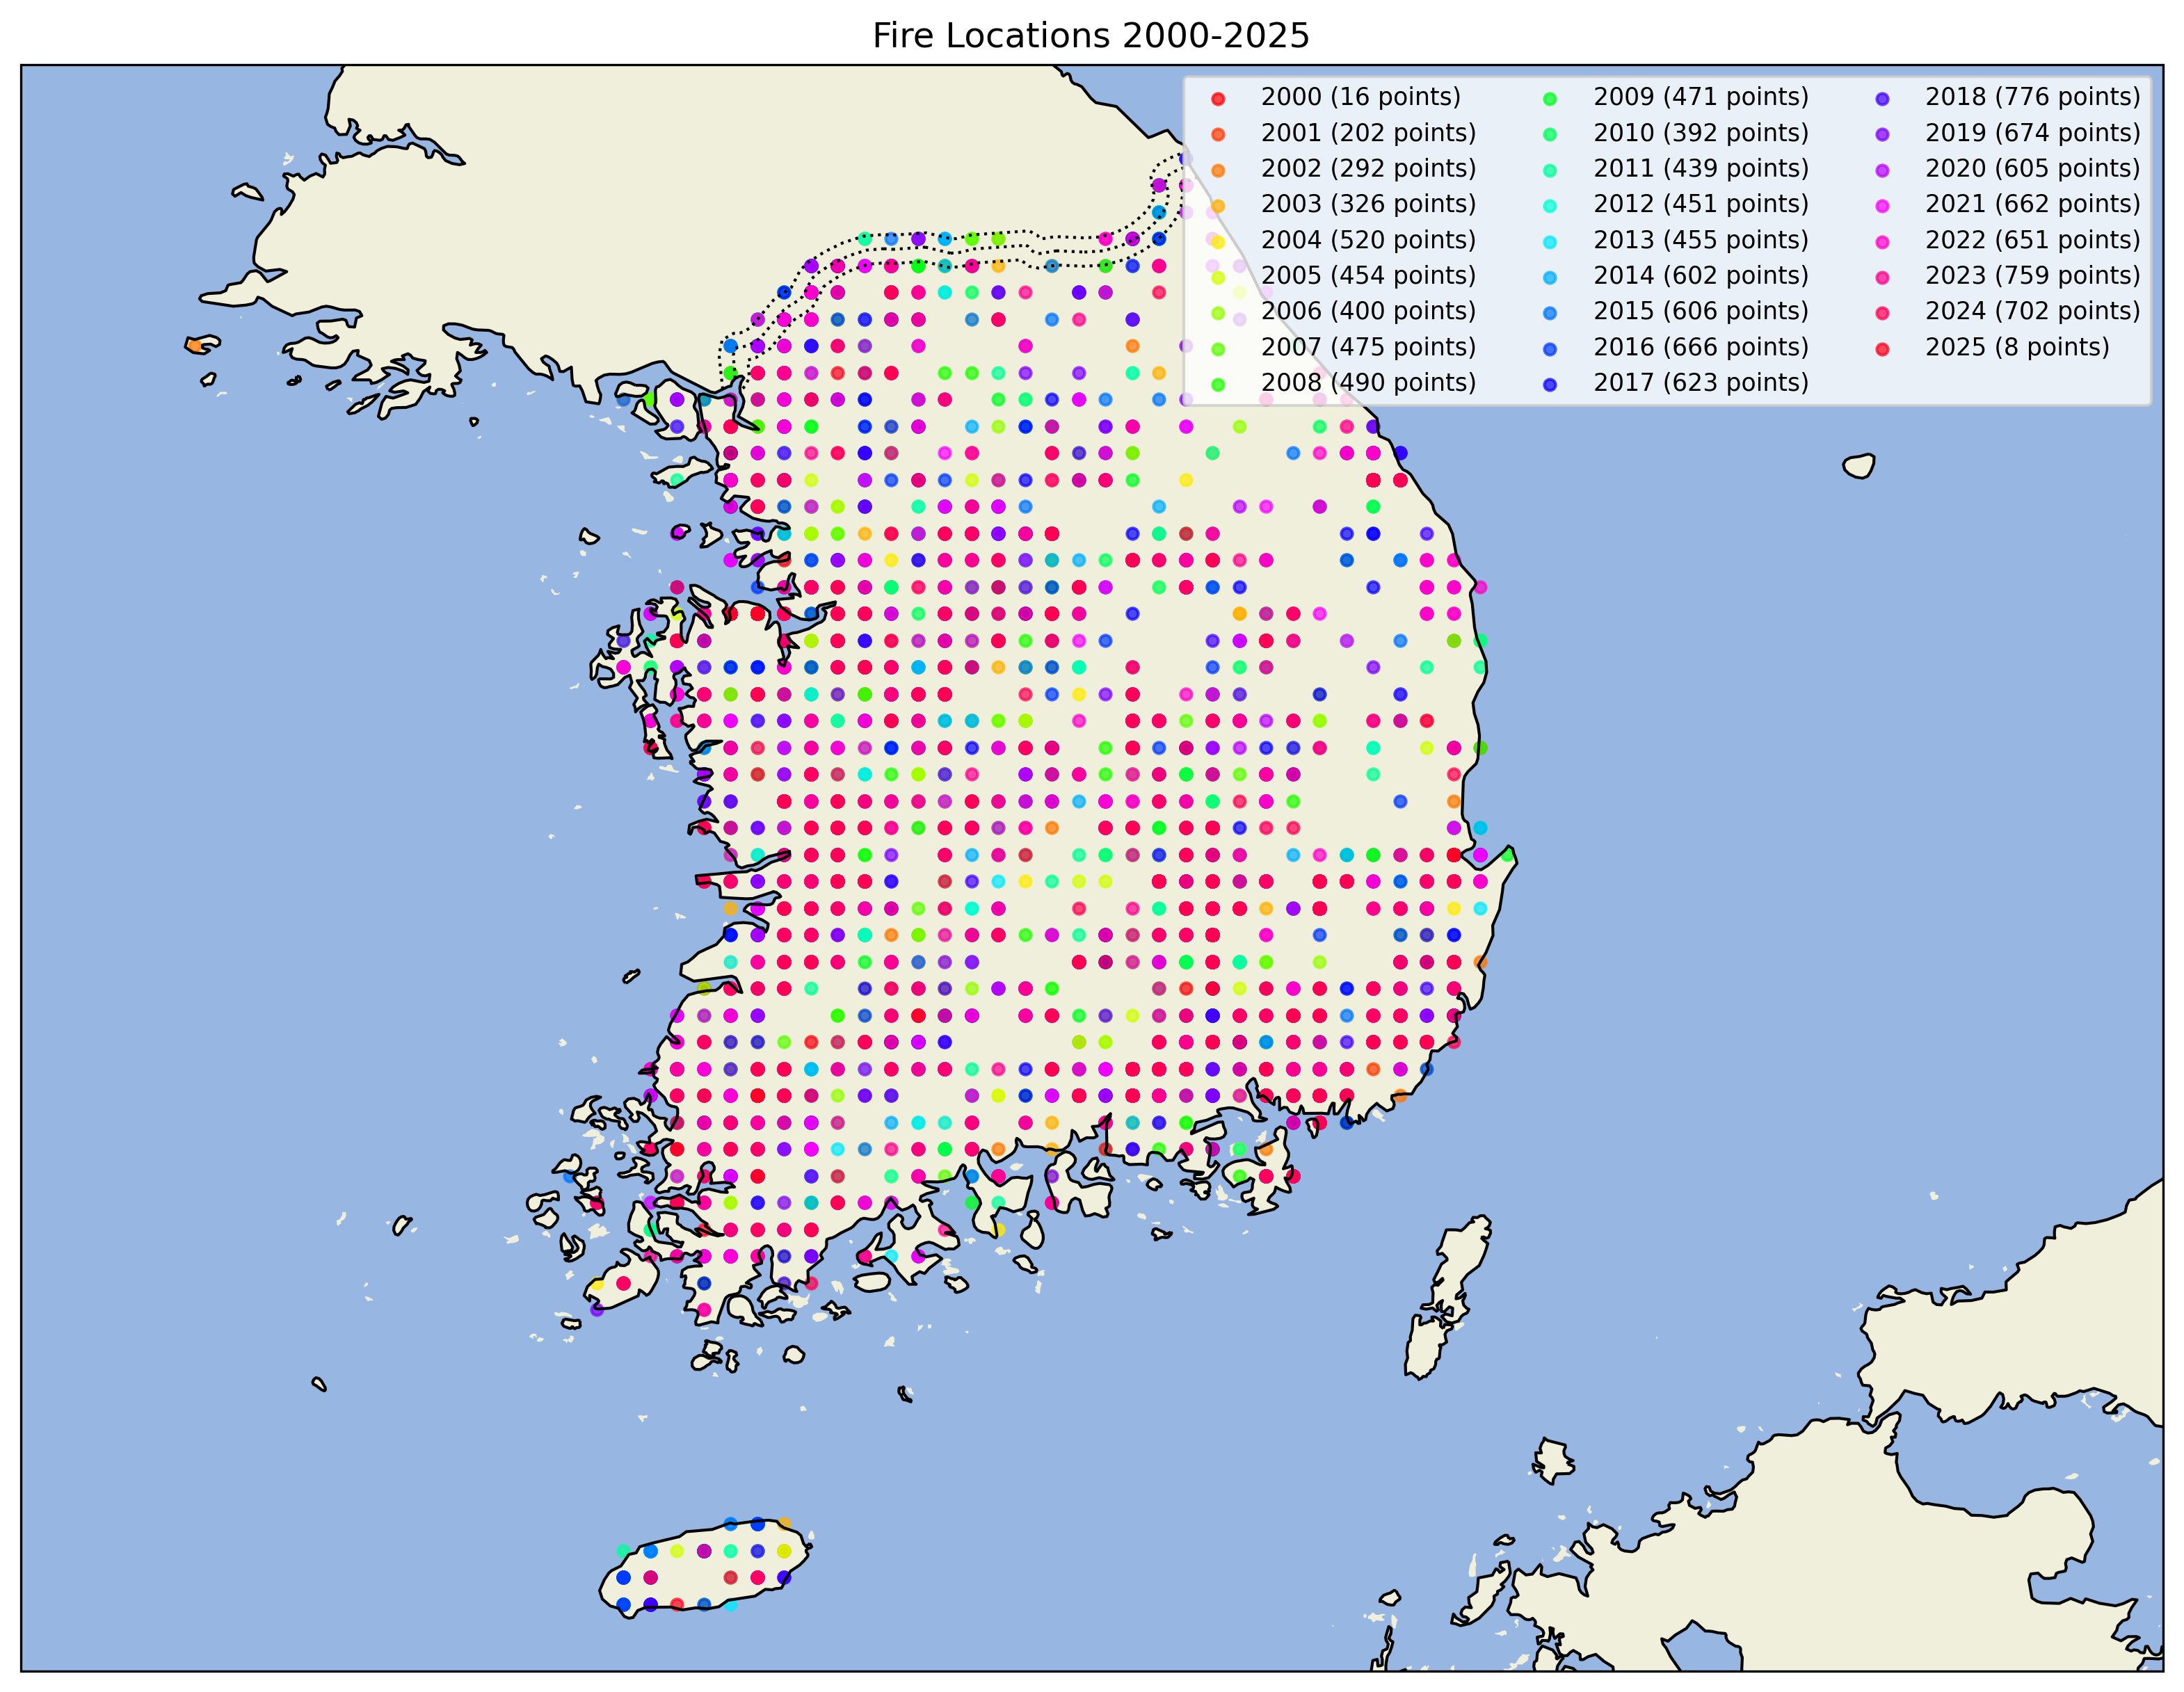 Fire Locations 2000-2025
2000 (16 points)
2001 (202 points)
2002 (292 points)
2003 (326 points)
2004 (520 points)
2005 (454 points)
2006 (400 points)
2007 (475 points)
2008 (490 points)
2009 (471 points)
2010 (392 points)
2011 (439 points)
2012 (451 points)
2013 (455 points)
2014 (602 points)
2015 (606 points)
2016 (666 points)
2017 (623 points)
2018 (776 points)
2019 (674 points)
2020 (605 points)
2021 (662 points)
2022 (651 points)
2023 (759 points)
2024 (702 points)
2025 (8 points)